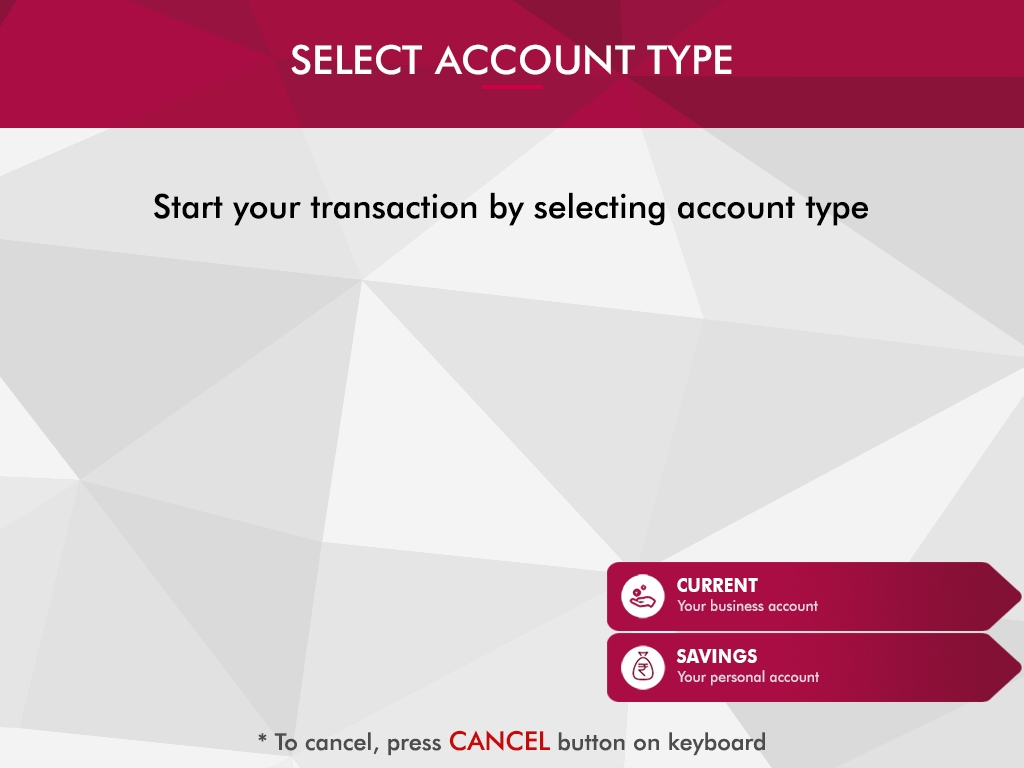 SELECT ACCOUNT TYPE
Start your transaction by selecting account type
CURRENT
Your business account
SAVINGS
Your personal account
* To cancel, press CANCEL button on keyboard